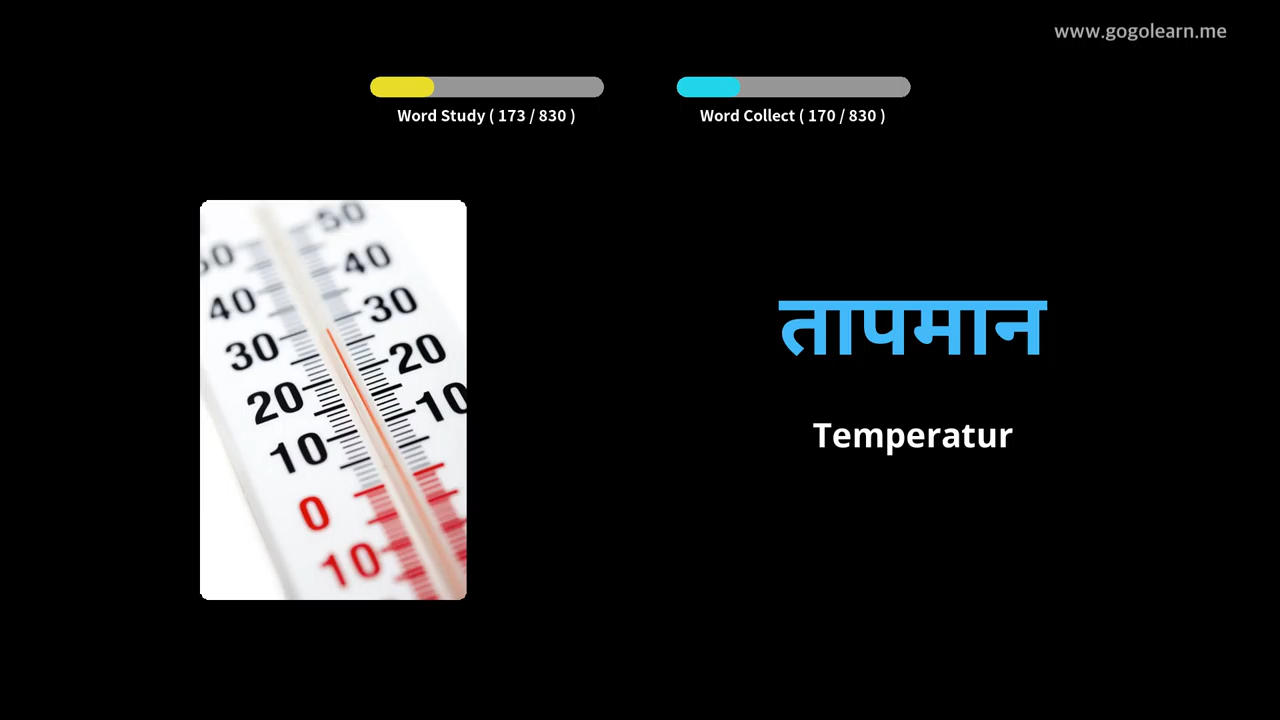 www.gogolearn.me
Word Study ( 173 / 830 )
Word Collect ( 170 / 830 )
50
40
40
30
30
20
20
10
10
0
10
तापमान
Temperatur